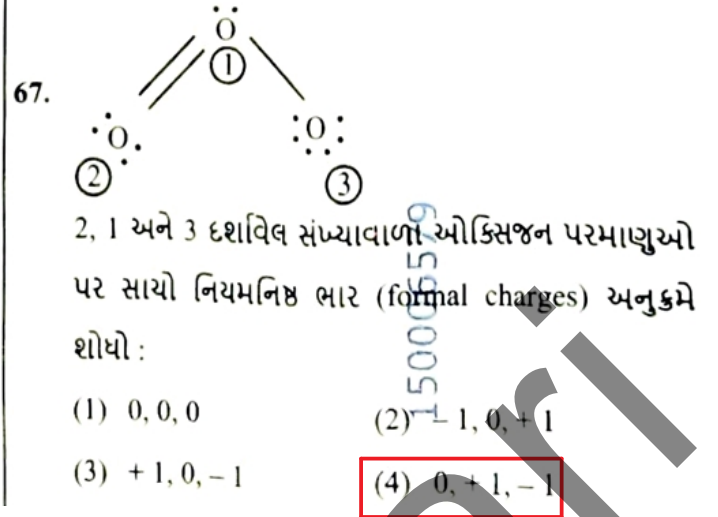 O
①
67.
O
O
②
③
2, 1 અને 3 દર્શાવેલ સંખ્યાવાળાં ઓક્સિજન પરમાણુઓ
પર સાચો નિયમનિષ્ઠ ભાર (formal charges) અનુક્રમે
શોધો :
(1) 0, 0, 0
(2) – 1, 0, + 1
(3) + 1, 0, – 1
(4) 0, + 1, – 1